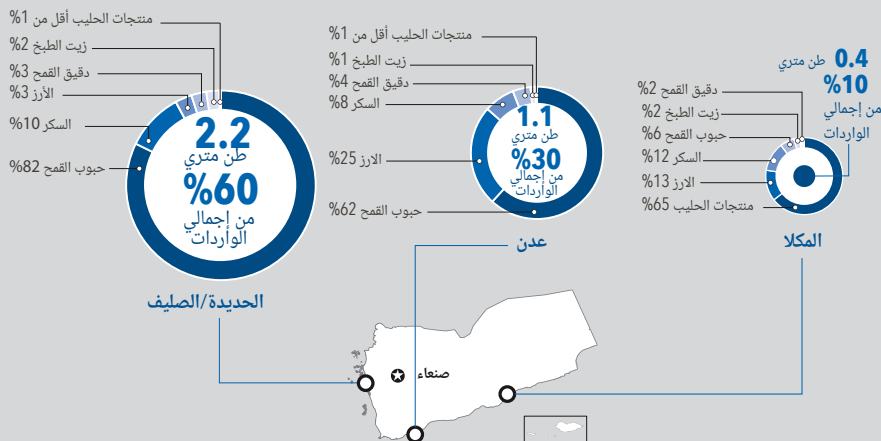 0.4 طن متري
%10
من إجمالي
الواردات
دقيق القمح 2%
زيت الطبخ 2%
حبوب القمح 6%
السكر 12%
الارز 13%
منتجات الحليب 65%
المكلا
منتجات الحليب أقل من 1%
زيت الطبخ 1%
دقيق القمح 4%
السكر 8%
الارز 25%
حبوب القمح 62%
1.1
طن متري
%30
من إجمالي
الواردات
عدن
منتجات الحليب أقل من 1%
زيت الطبخ 2%
دقيق القمح 3%
الأرز 3%
السكر 10%
حبوب القمح 82%
2.2
طن متري
%60
من إجمالي
الواردات
الحديدة/الصليف
صنعاء